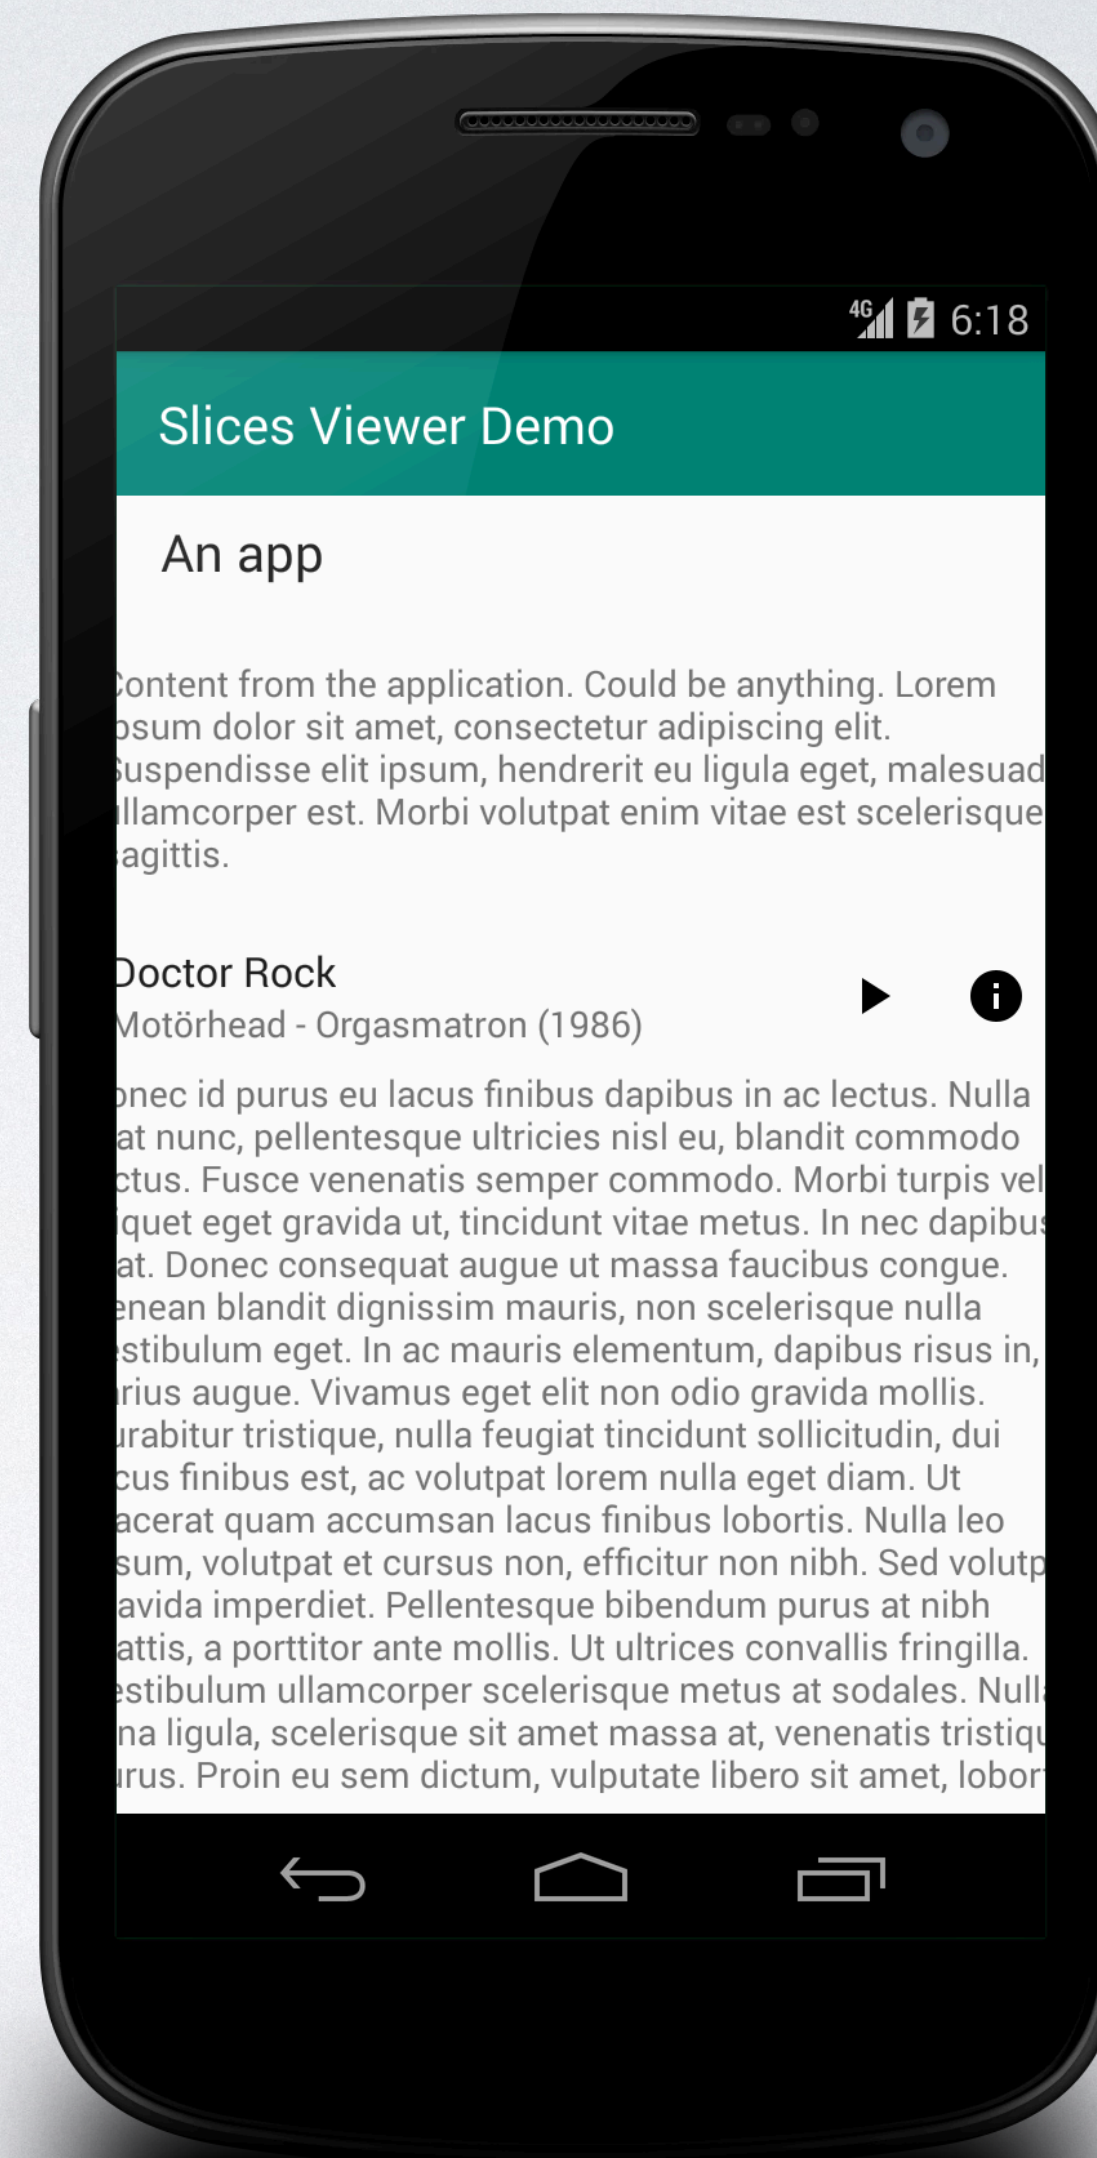 4G 6:18
Slices Viewer Demo
An app
Content from the application. Could be anything. Lorem
psum dolor sit amet, consectetur adipiscing elit.
Suspendisse elit ipsum, hendrerit eu ligula eget, malesuad
llamcorper est. Morbi volutpat enim vitae est scelerisque
sagittis.
Doctor Rock
Motörhead - Orgasmatron (1986)
onec id purus eu lacus finibus dapibus in ac lectus. Nulla
at nunc, pellentesque ultricies nisl eu, blandit commodo
ctus. Fusce venenatis semper commodo. Morbi turpis vel
iquet eget gravida ut, tincidunt vitae metus. In nec dapibus
at. Donec consequat augue ut massa faucibus congue.
enean blandit dignissim mauris, non scelerisque nulla
estibulum eget. In ac mauris elementum, dapibus risus in,
rius augue. Vivamus eget elit non odio gravida mollis.
urabitur tristique, nulla feugiat tincidunt sollicitudin, dui
cus finibus est, ac volutpat lorem nulla eget diam. Ut
acerat quam accumsan lacus finibus lobortis. Nulla leo
sum, volutpat et cursus non, efficitur non nibh. Sed volutp
avida imperdiet. Pellentesque bibendum purus at nibh
attis, a porttitor ante mollis. Ut ultrices convallis fringilla.
estibulum ullamcorper scelerisque metus at sodales. Null
na ligula, scelerisque sit amet massa at, venenatis tristiqu
urus. Proin eu sem dictum, vulputate libero sit amet, lobor